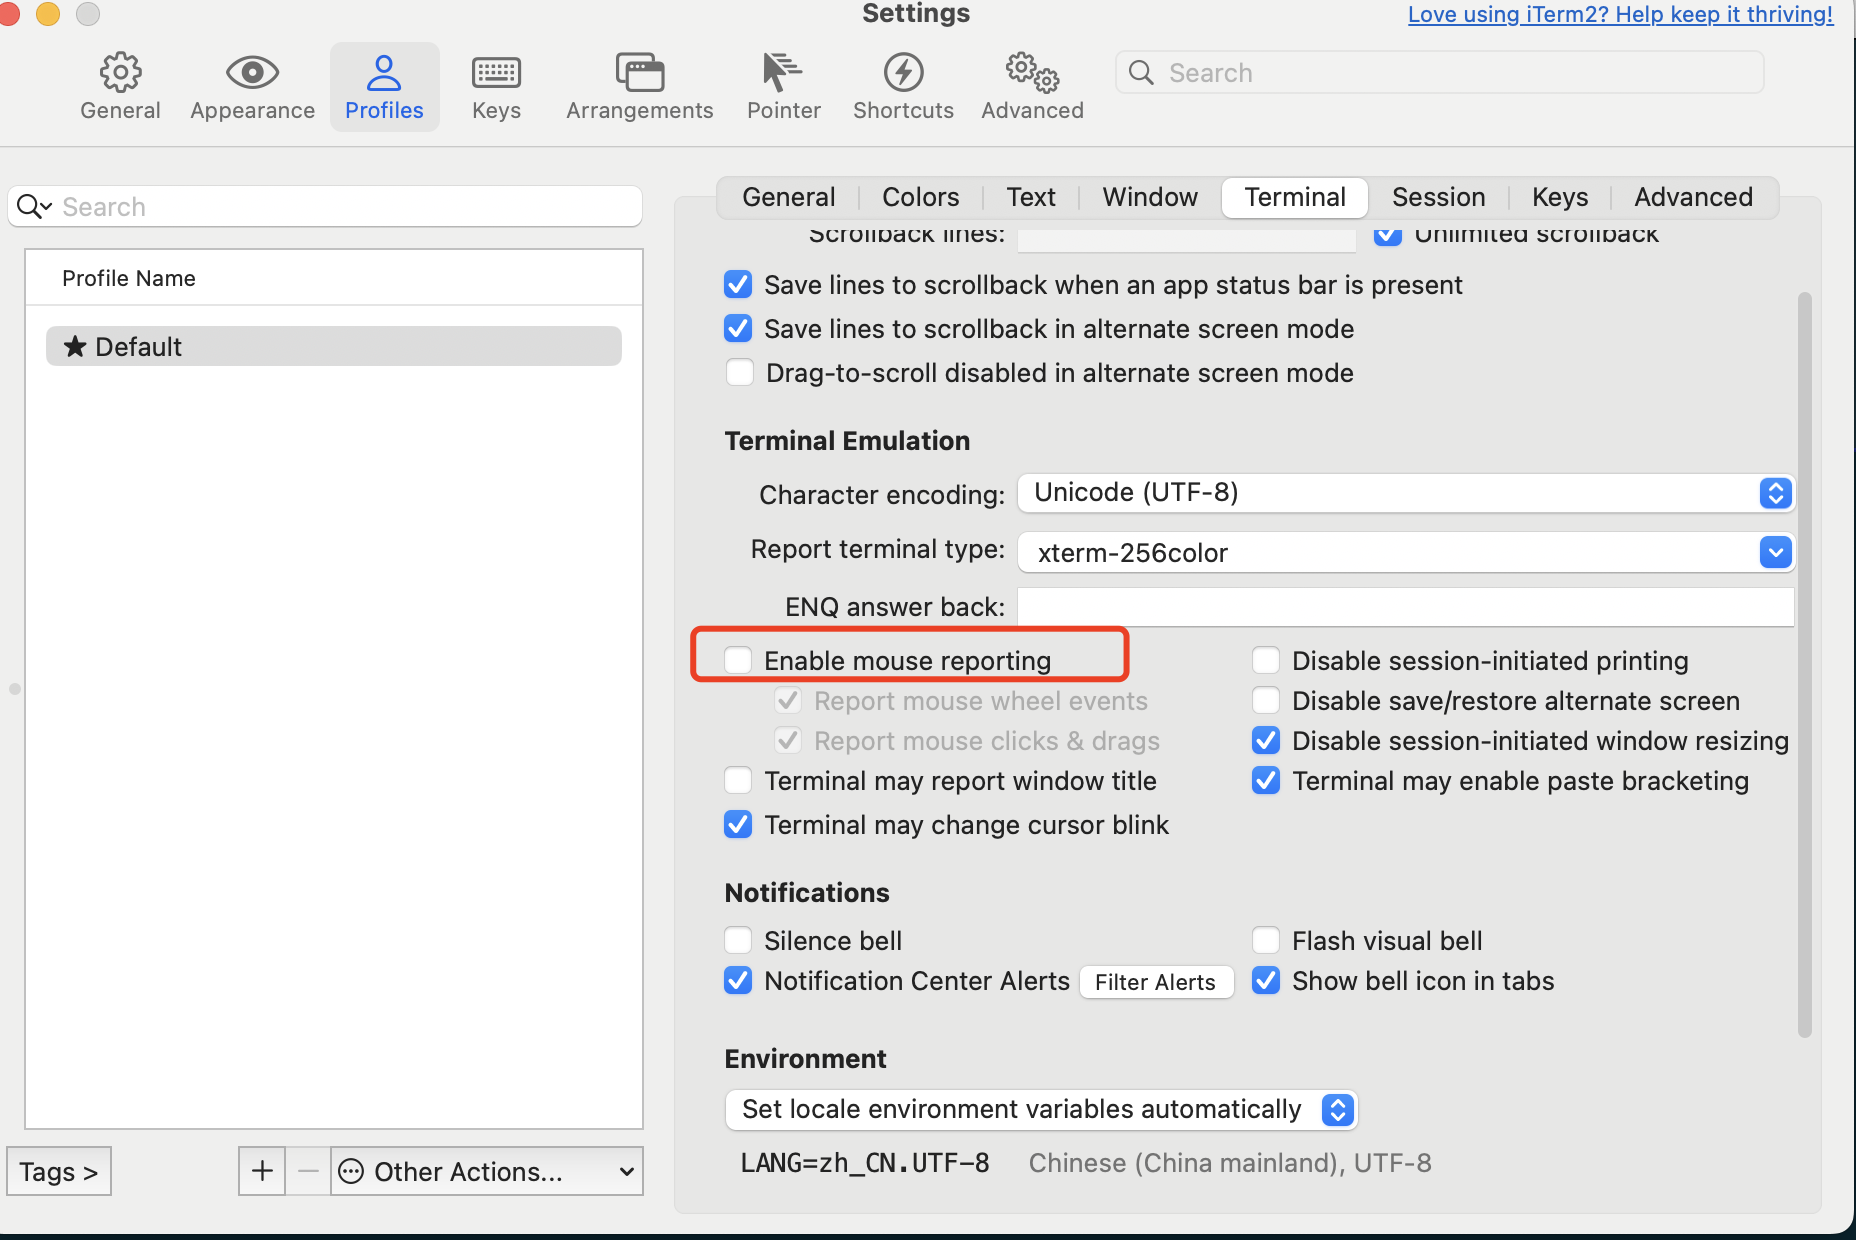 Settings
Love using iTerm2? Help keep it thriving!
General
Appearance
Profiles
Keys
Arrangements
Pointer
Shortcuts
Advanced
Search
Search
Profile Name
Default
Tags >
Other Actions...
General
Colors
Text
Window
Terminal
Session
Keys
Advanced
Scrollback lines:
Unlimited scrollback
Save lines to scrollback when an app status bar is present
Save lines to scrollback in alternate screen mode
Drag-to-scroll disabled in alternate screen mode
Terminal Emulation
Character encoding: Unicode (UTF-8)
Report terminal type: xterm-256color
ENQ answer back:
Enable mouse reporting
Disable session-initiated printing
Report mouse wheel events
Disable save/restore alternate screen
Report mouse clicks & drags
Disable session-initiated window resizing
Terminal may report window title
Terminal may enable paste bracketing
Terminal may change cursor blink
Notifications
Silence bell
Flash visual bell
Notification Center Alerts
Filter Alerts
Show bell icon in tabs
Environment
Set locale environment variables automatically
LANG=zh_CN.UTF-8 Chinese (China mainland), UTF-8